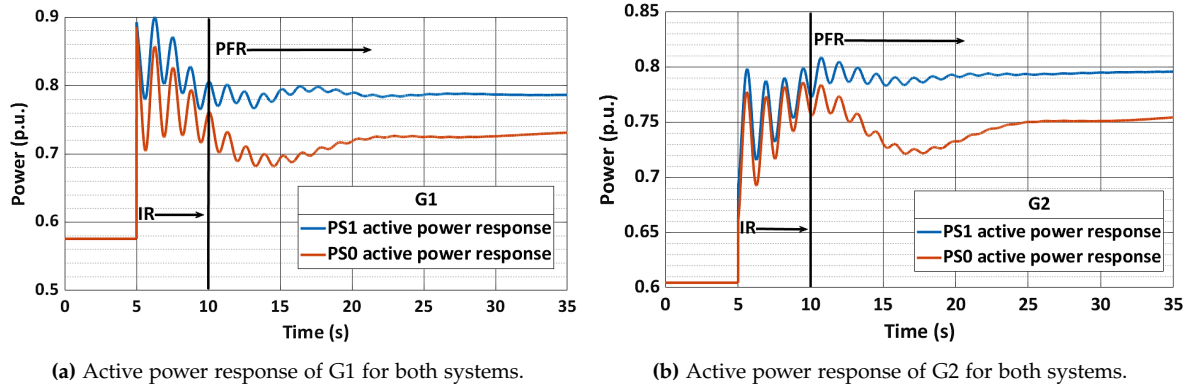 0.9
0.8
0.7
0.6
0.5
Power (p.u.)
PFR
IR
G1
PS1 active power response
PS0 active power response
0 5 10 15 20 25 30 35
Time (s)
(a) Active power response of G1 for both systems.
0.85
0.8
0.75
0.7
0.65
0.6
Power (p.u.)
PFR
IR
G2
PS1 active power response
PS0 active power response
0 5 10 15 20 25 30 35
Time (s)
(b) Active power response of G2 for both systems.